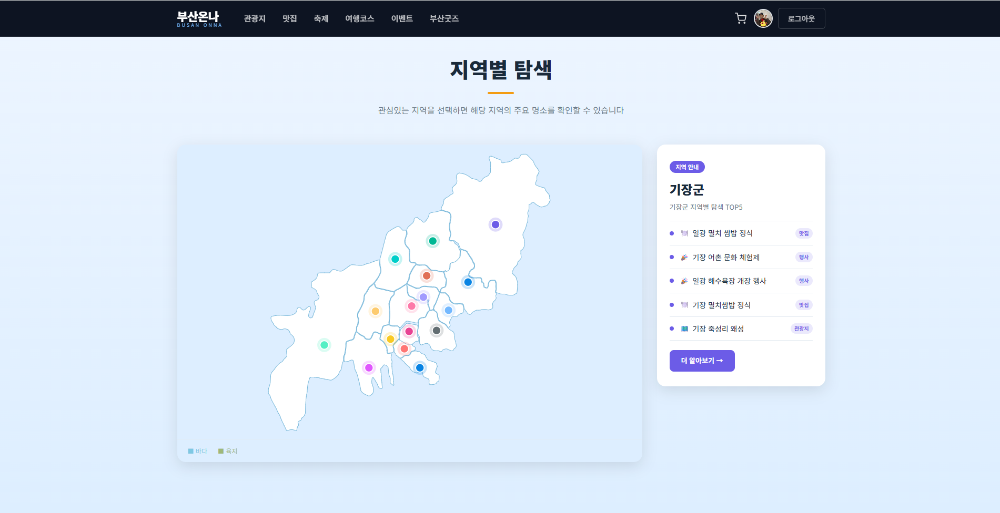 부산온나
BUSAN ONNA
관광지 맛집 축제 여행코스 이벤트 부산굿즈
로그아웃
지역별 탐색
관심있는 지역을 선택하면 해당 지역의 주요 명소를 확인할 수 있습니다
지역 안내
기장군
기장군 지역별 탐색 TOP5
일광 멸치 쌈밥 정식 맛집
기장 어촌 문화 체험제 행사
일광 해수욕장 개장 행사 행사
기장 멸치쌈밥 정식 맛집
기장 죽성리 왜성 관광지
더 알아보기 →
바다 육지